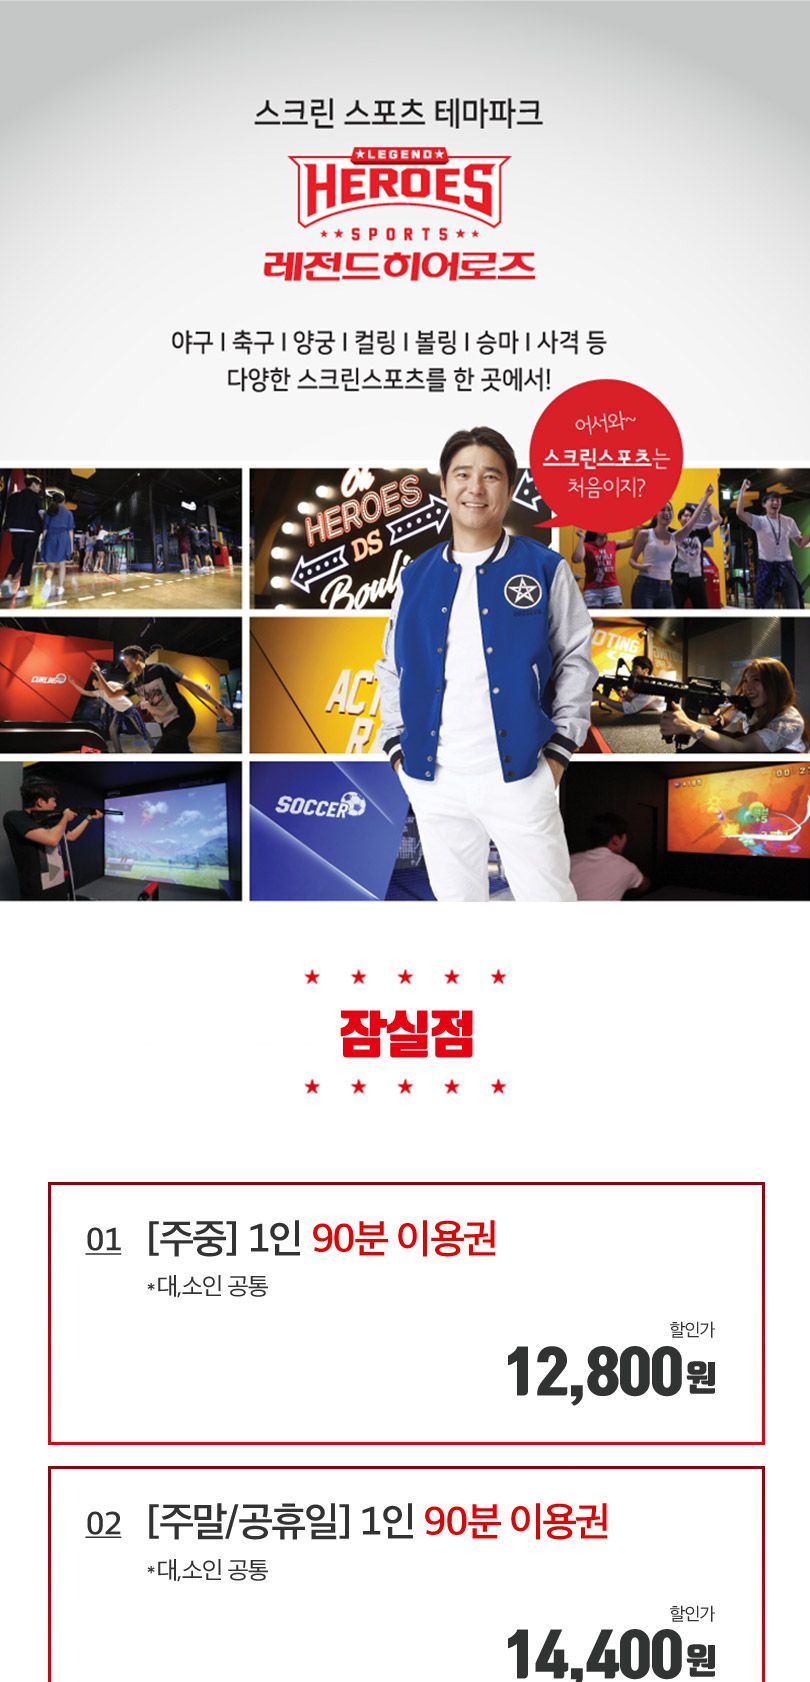 스크린 스포츠 테마파크
★LEGEND★
HEROES
★★SPORTS★★
레전드히어로즈
야구 | 축구 | 양궁 | 컬링 | 볼링 | 승마 | 사격 등
다양한 스크린스포츠를 한 곳에서!
어서와~
스크린스포츠는
처음이지?
Oh
HEROES
DS
Bouli
CURLING
ACT
R
OTING
SOCCER
★ ★ ★ ★ ★
잠실점
★ ★ ★ ★ ★
01 [주중] 1인 90분 이용권
*대,소인 공통
할인가
12,800원
02 [주말/공휴일] 1인 90분 이용권
*대,소인 공통
할인가
14,400원